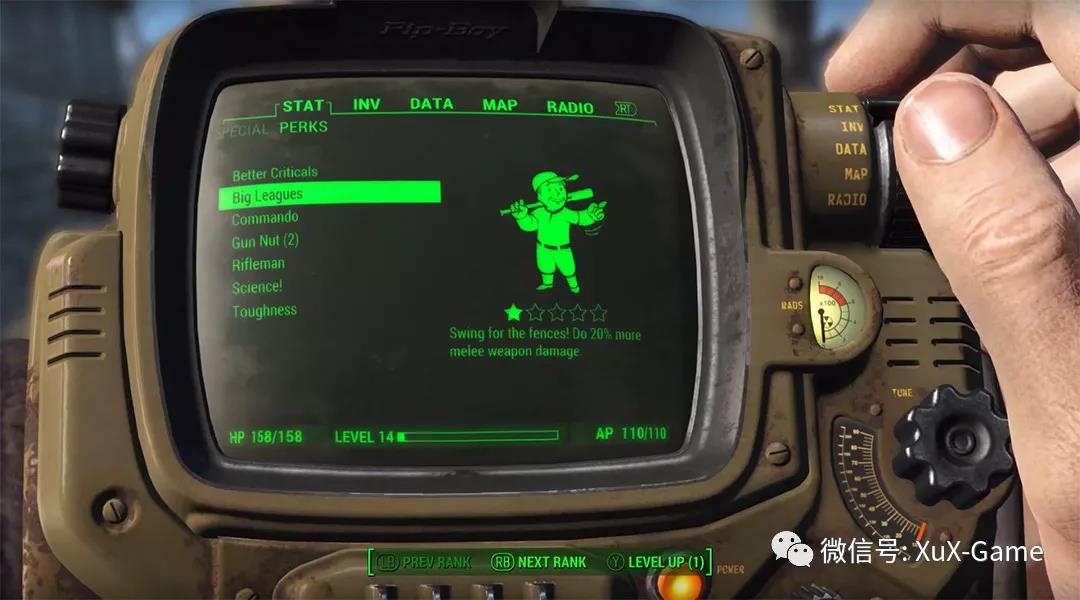 Pip-Boy
STAT INV DATA MAP RADIO RT
SPECIAL PERKS
Better Criticals
Big Leagues
Commando
Gun Nut (2)
Rifleman
Science!
Toughness
Swing for the fences! Do 20% more
melee weapon damage.
HP 158/158 LEVEL 14 AP 110/110
STAT
INV
DATA
MAP
RADIO
RADS
x100
TUNE
LB PREV RANK RB NEXT RANK Y LEVEL UP (1)
POWER
微信号: XuX-Game